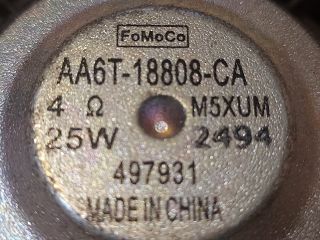 FoMoCo
AA6T-18808-CA
4 Ω M5XUM
25W 2494
497931
MADE IN CHINA